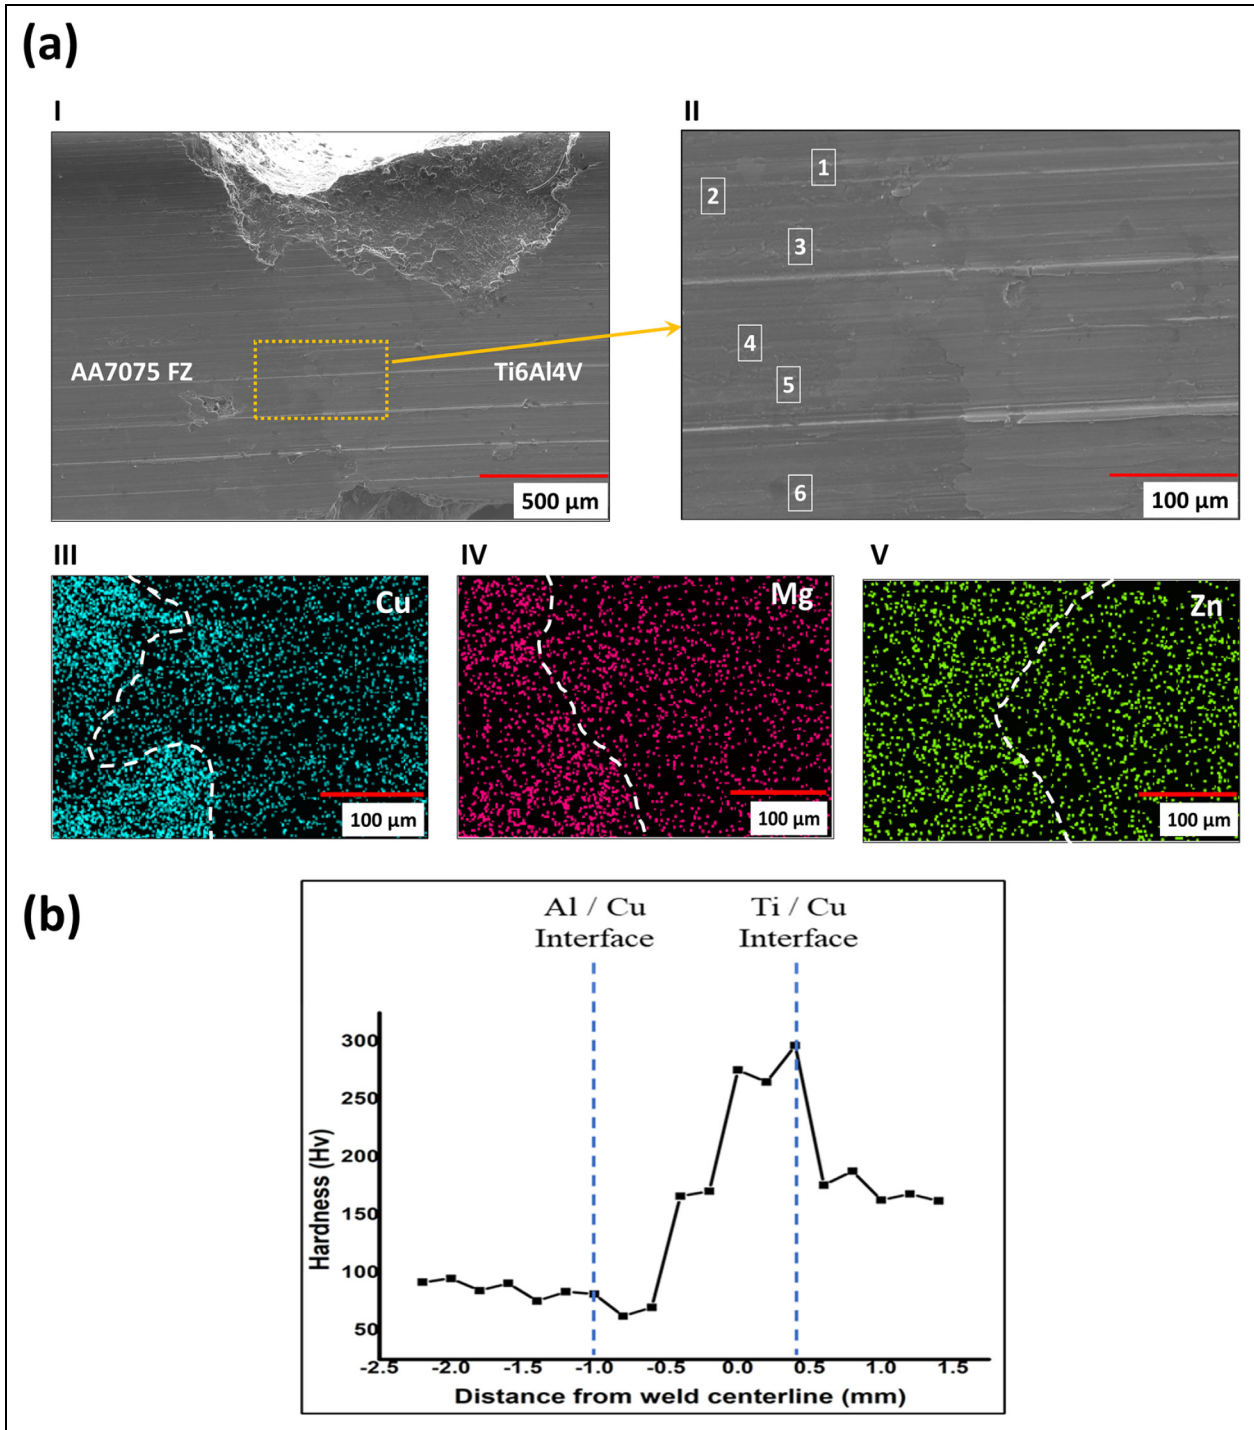 (a)
I
II
AA7075 FZ
Ti6Al4V
500 µm
1
2
3
4
5
6
100 µm
III
IV
V
Cu
Mg
Zn
100 µm
100 µm
100 µm
(b)
Al / Cu
Interface
Ti / Cu
Interface
Hardness (Hv)
300
250
200
150
100
50
-2.5 -2.0 -1.5 -1.0 -0.5 0.0 0.5 1.0 1.5
Distance from weld centerline (mm)